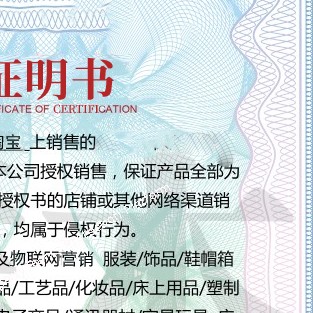 证明书
FICATE OF CERTIFICATION
淘宝 上销售的 ,
本公司授权销售，保证产品全部为
授权书的店铺或其他网络渠道销
，均属于侵权行为。
及物联网营销 服装/饰品/鞋帽箱
品/工艺品/化妆品/床上用品/塑制